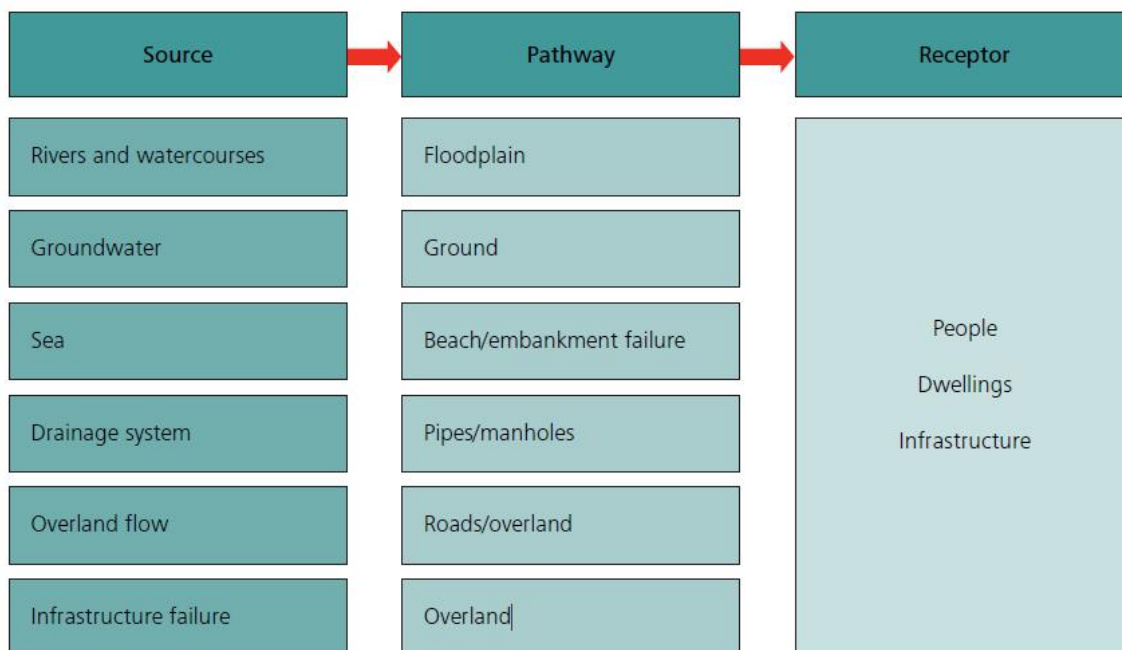 Source
Pathway
Receptor
Rivers and watercourses
Floodplain
Groundwater
Ground
Sea
Beach/embankment failure
Drainage system
Pipes/manholes
Overland flow
Roads/overland
Infrastructure failure
Overland
People
Dwellings
Infrastructure